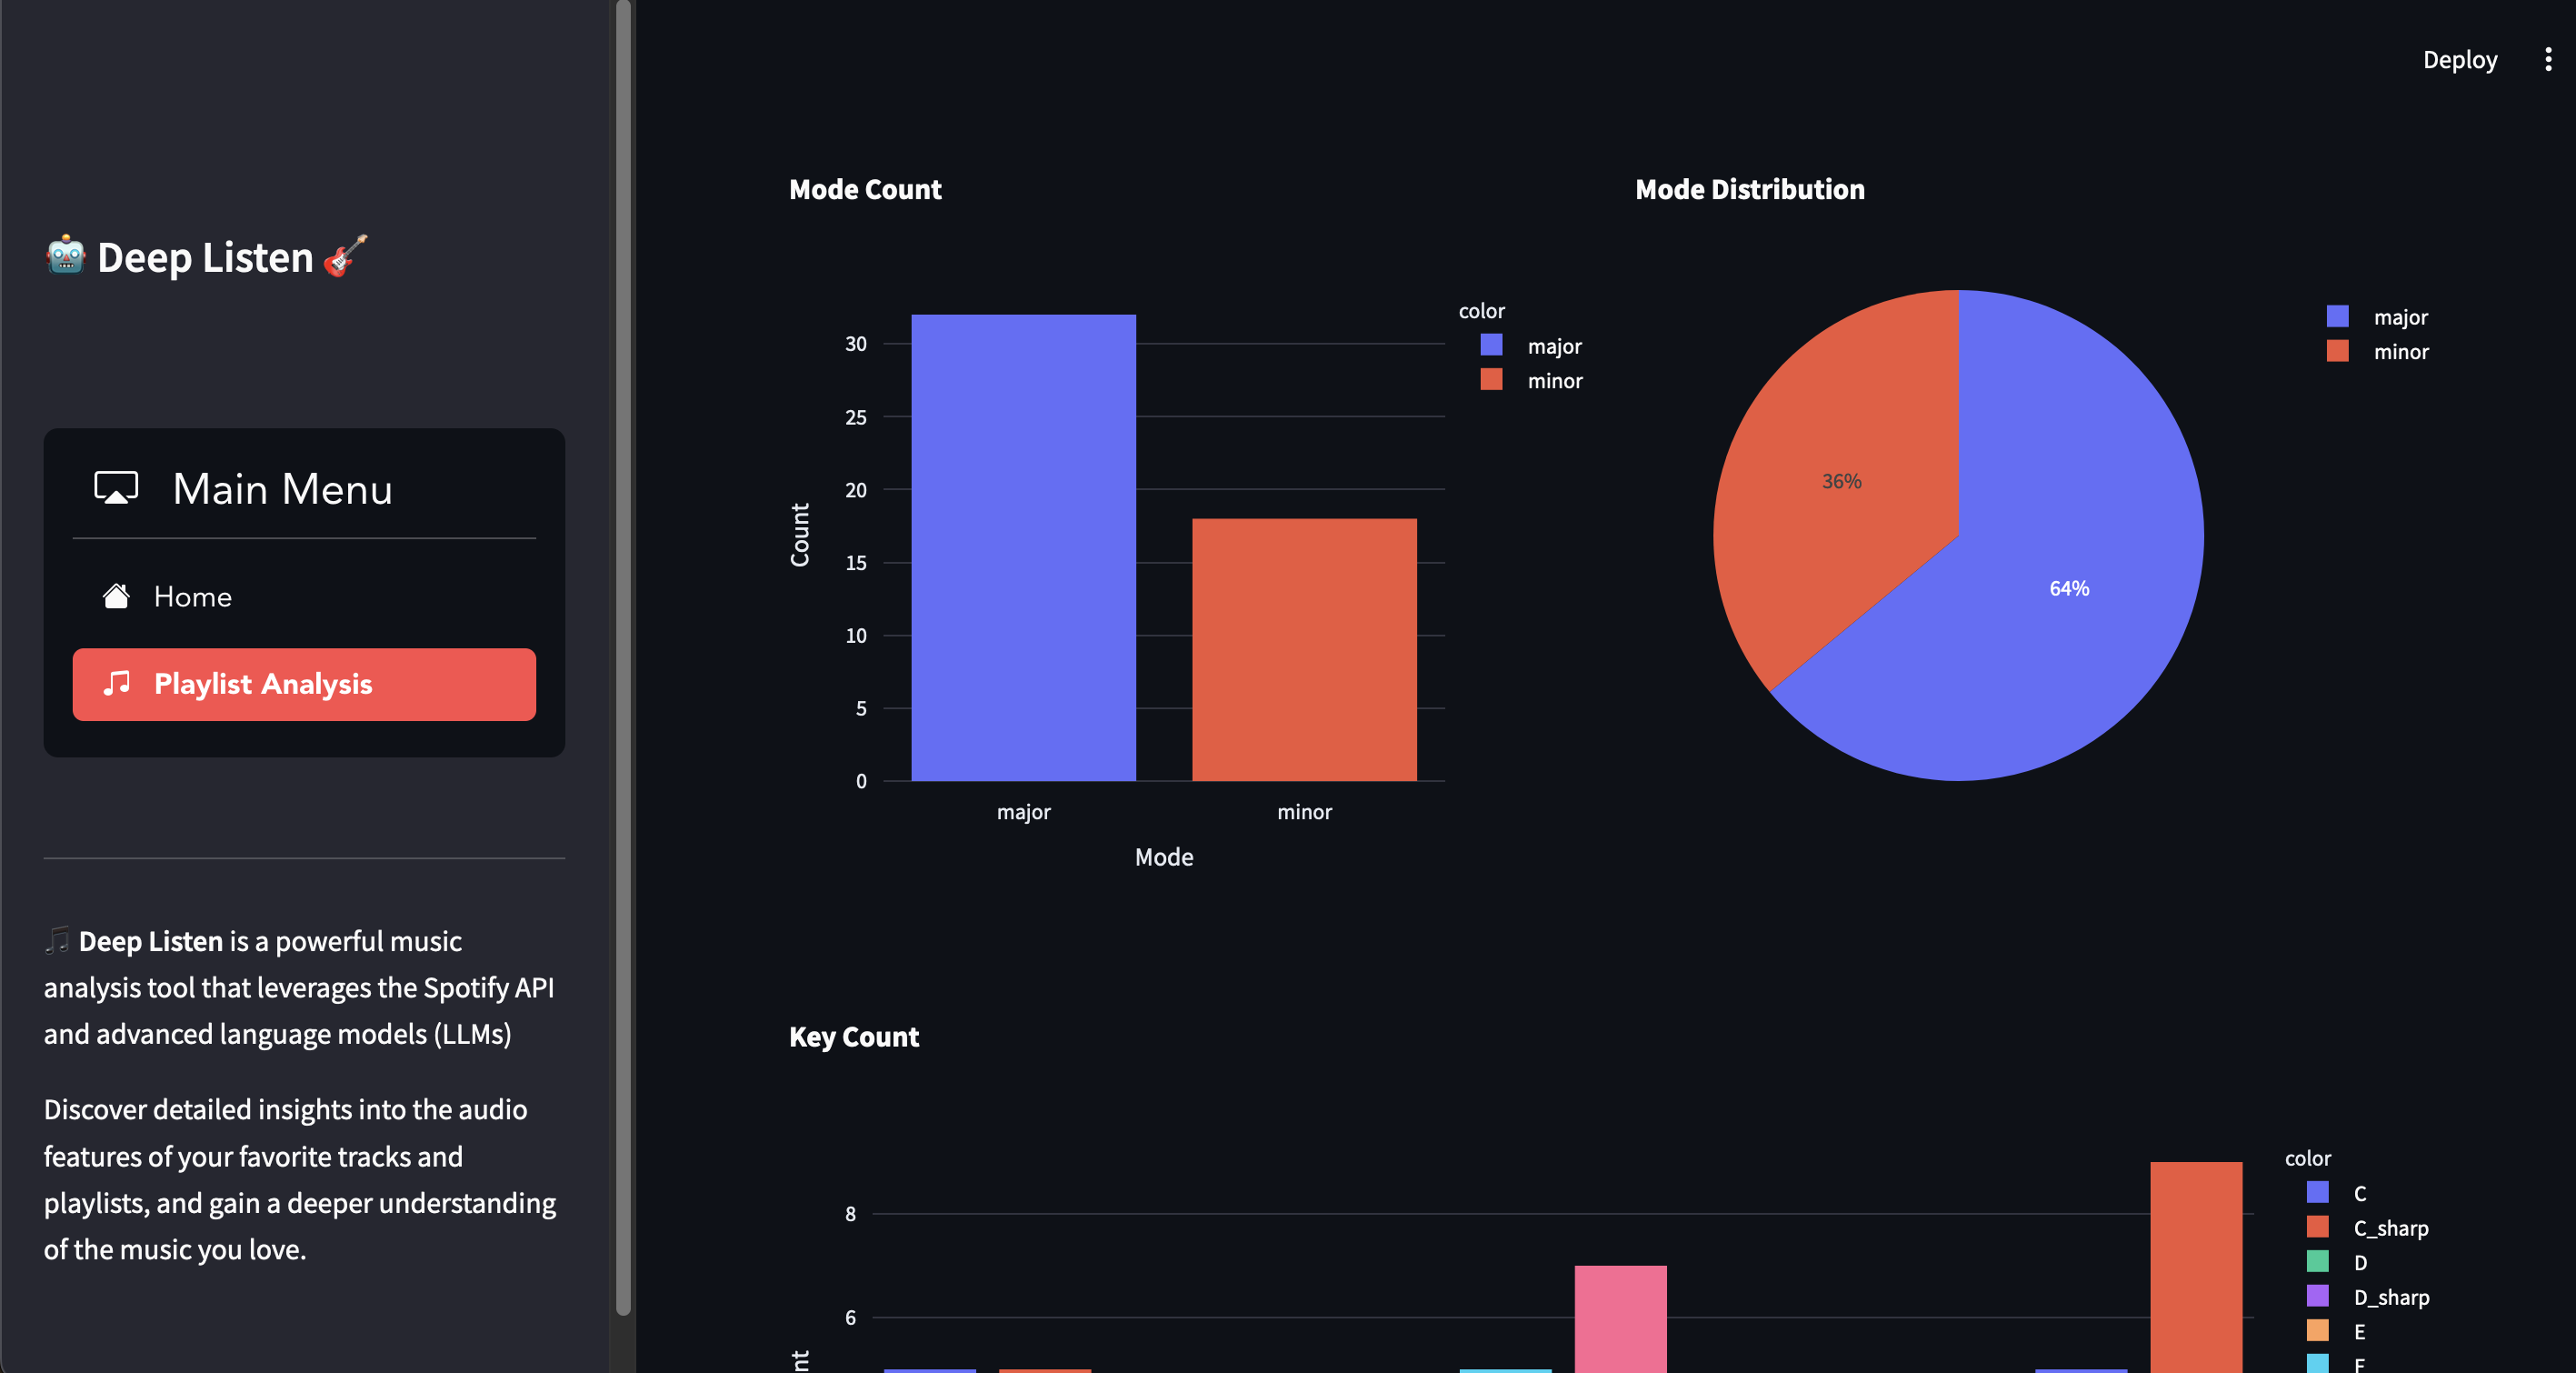 Deploy
Deep Listen
Main Menu
Home
Playlist Analysis
Deep Listen is a powerful music
analysis tool that leverages the Spotify API
and advanced language models (LLMs)
Discover detailed insights into the audio
features of your favorite tracks and
playlists, and gain a deeper understanding
of the music you love.
Mode Count
30
25
20
15
10
5
0
Count
major
minor
Mode
color
major
minor
Mode Distribution
36%
64%
major
minor
Key Count
8
6
color
C
C_sharp
D
D_sharp
E